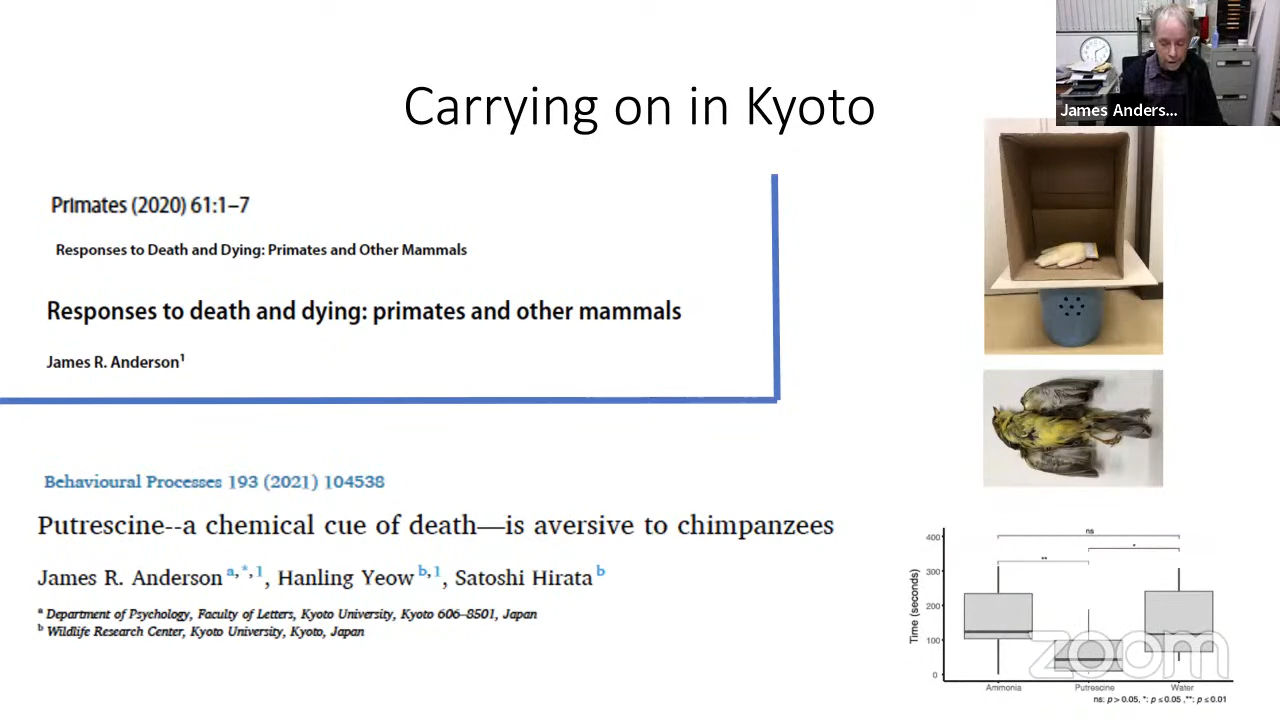 Carrying on in Kyoto
James Anders...
Primates (2020) 61:1–7
Responses to Death and Dying: Primates and Other Mammals
Responses to death and dying: primates and other mammals
James R. Anderson¹
Behavioural Processes 193 (2021) 104538
Putrescine--a chemical cue of death—is aversive to chimpanzees
James R. Anderson a,*,1, Hanling Yeow b,1, Satoshi Hirata b
a Department of Psychology, Faculty of Letters, Kyoto University, Kyoto 606–8501, Japan
b Wildlife Research Center, Kyoto University, Kyoto, Japan
ns
*
**
400
300
200
100
0
Time (seconds)
Ammonia Putrescine Water
ns: p > 0.05, *: p ≤ 0.05 ,**: p ≤ 0.01
zoom